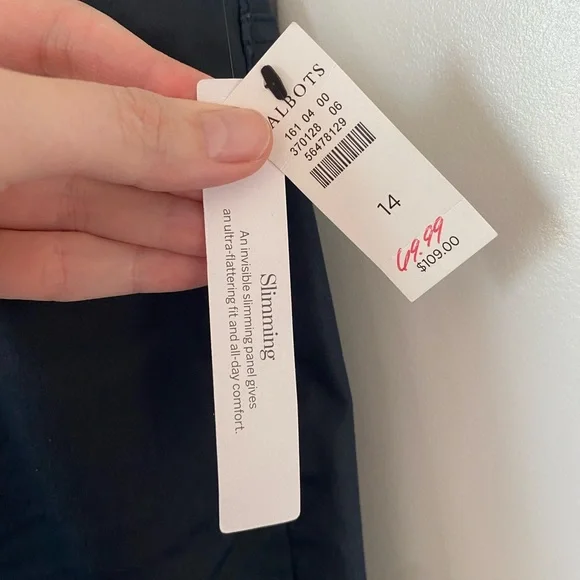 ALBOTS
161 04 00
370128 06
56478129
14
69.99
$109.00
Slimming
An invisible slimming panel gives
an ultra-flattering fit and all-day comfort.